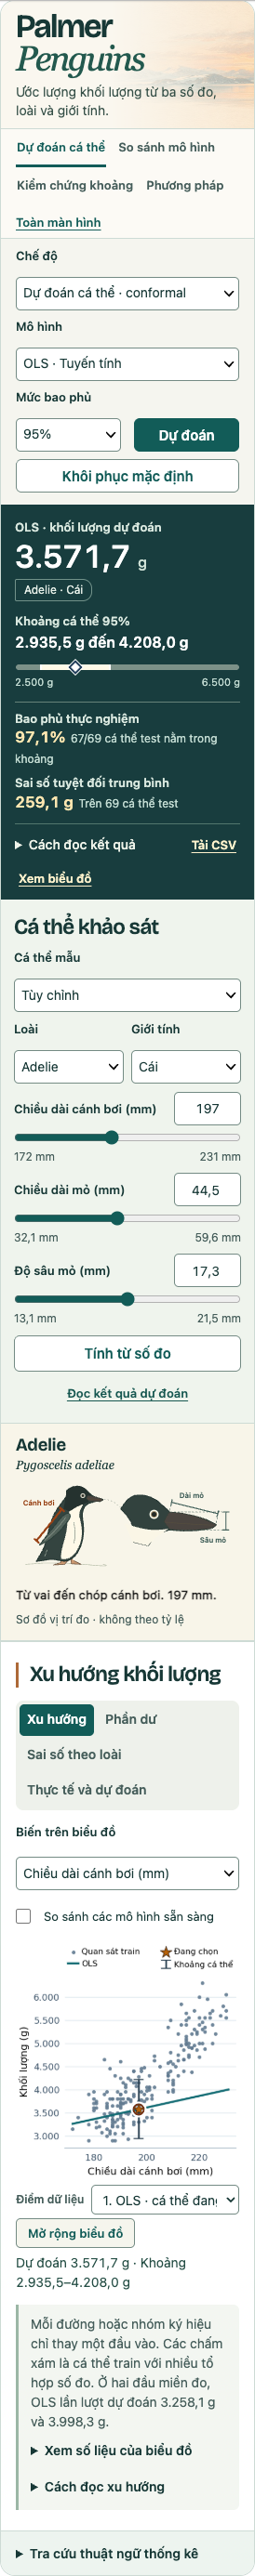 Palmer
Penguins
Ước lượng khối lượng từ ba số đo,
loài và giới tính.
Dự đoán cá thể So sánh mô hình
Kiểm chứng khoảng Phương pháp
Toàn màn hình
Chế độ
Dự đoán cá thể · conformal
Mô hình
OLS · Tuyến tính
Mức bao phủ
95% Dự đoán
Khôi phục mặc định
OLS · khối lượng dự đoán
3.571,7 g
Adelie · Cái
Khoảng cá thể 95%
2.935,5 g đến 4.208,0 g
2.500 g 6.500 g
Bao phủ thực nghiệm
97,1% 67/69 cá thể test nằm trong
khoảng
Sai số tuyệt đối trung bình
259,1 g Trên 69 cá thể test
Cách đọc kết quả Tải CSV
Xem biểu đồ
Cá thể khảo sát
Cá thể mẫu
Tùy chỉnh
Loài Giới tính
Adelie Cái
Chiều dài cánh bơi (mm) 197
172 mm 231 mm
Chiều dài mỏ (mm) 44,5
32,1 mm 59,6 mm
Độ sâu mỏ (mm) 17,3
13,1 mm 21,5 mm
Tính từ số đo
Đọc kết quả dự đoán
Adelie
Pygoscelis adeliae
Cánh bơi Dài mỏ
Sâu mỏ
Từ vai đến chóp cánh bơi. 197 mm.
Sơ đồ vị trí đo · không theo tỷ lệ
Xu hướng khối lượng
Xu hướng Phần dư
Sai số theo loài
Thực tế và dự đoán
Biến trên biểu đồ
Chiều dài cánh bơi (mm)
So sánh các mô hình sẵn sàng
Quan sát train Đang chọn
OLS Khoảng cá thể
Khối lượng (g)
6.000
5.500
5.000
4.500
4.000
3.500
3.000
180 200 220
Chiều dài cánh bơi (mm)
Điểm dữ liệu 1. OLS · cá thể đang
Mở rộng biểu đồ
Dự đoán 3.571,7 g · Khoảng
2.935,5–4.208,0 g
Mỗi đường hoặc nhóm ký hiệu
chỉ thay một đầu vào. Các chấm
xám là cá thể train với nhiều tổ
hợp số đo. Ở hai đầu miền đo,
OLS lần lượt dự đoán 3.258,1 g
và 3.998,3 g.
Xem số liệu của biểu đồ
Cách đọc xu hướng
Tra cứu thuật ngữ thống kê